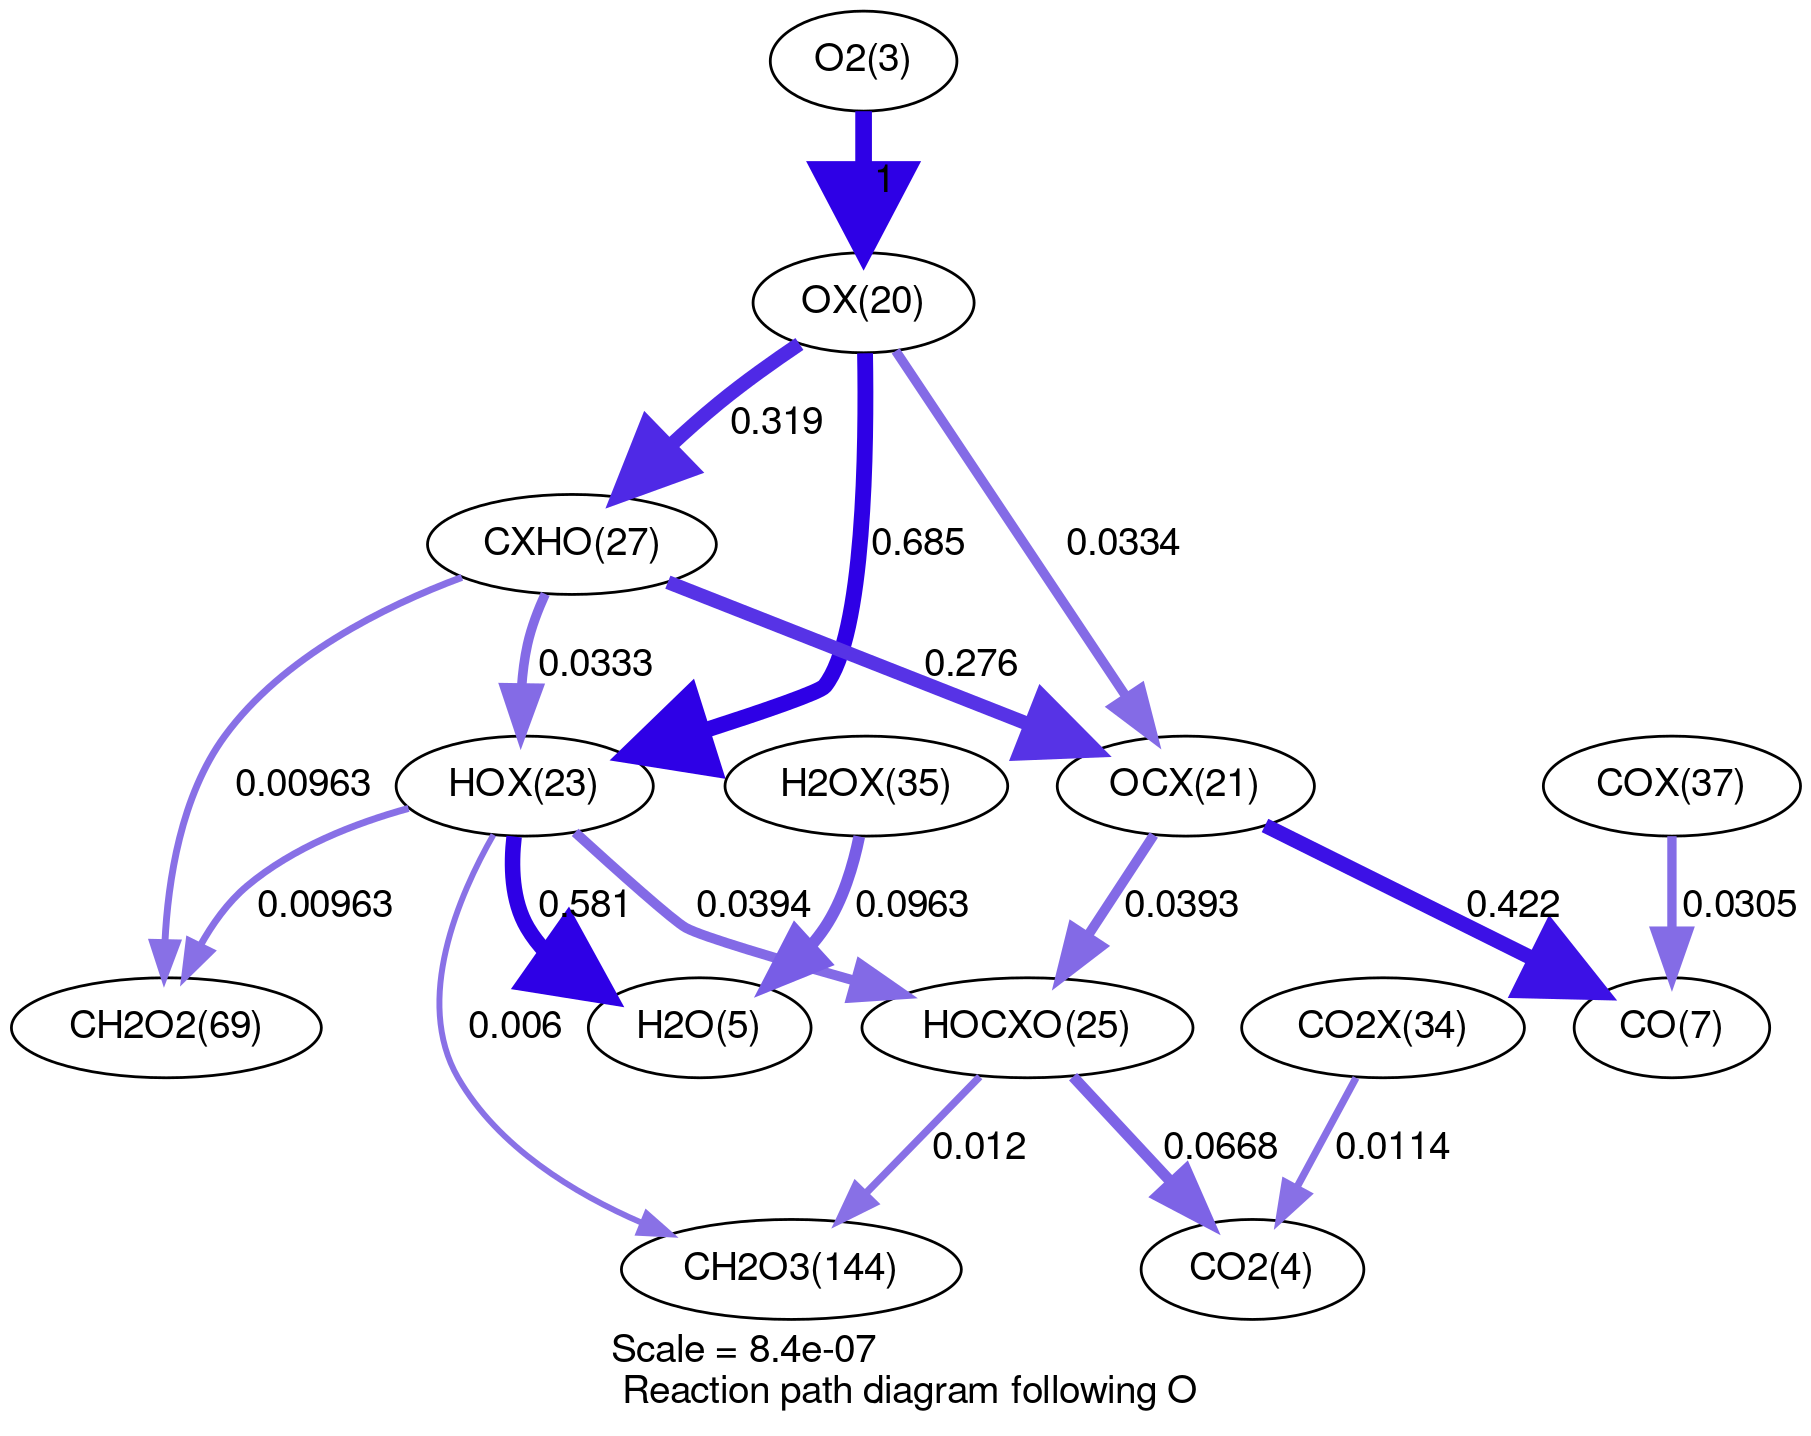 O2(3)
1
OX(20)
0.319
CXHO(27)
0.685
0.0334
0.0333
0.276
HOX(23)
H2OX(35)
OCX(21)
COX(37)
0.00963
0.00963
0.581
0.0394
0.0963
0.0393
0.422
0.0305
CH2O2(69)
0.006
H2O(5)
HOCXO(25)
CO2X(34)
CO(7)
0.012
0.0668
0.0114
CH2O3(144)
CO2(4)
Scale = 8.4e-07
Reaction path diagram following O